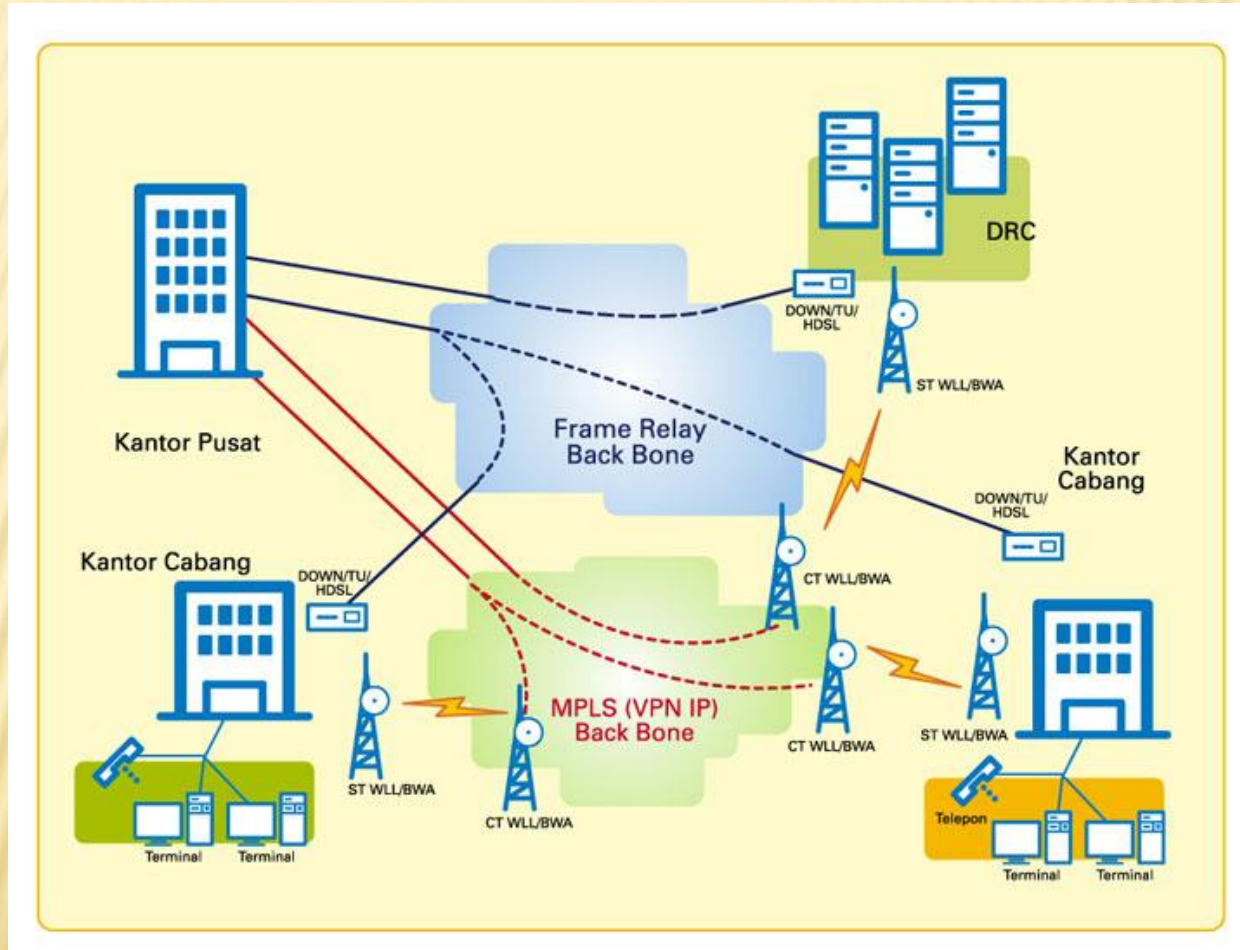 DRC
DOWN/TU/
HDSL
ST WLL/BWA
Kantor Pusat
Frame Relay
Back Bone
Kantor
Cabang
DOWN/TU/
HDSL
Kantor Cabang
DOWN/TU/
HDSL
CT WLL/BWA
MPLS (VPN IP)
Back Bone
CT WLL/BWA
ST WLL/BWA
ST WLL/BWA
CT WLL/BWA
Terminal
Terminal
Telepon
Terminal
Terminal